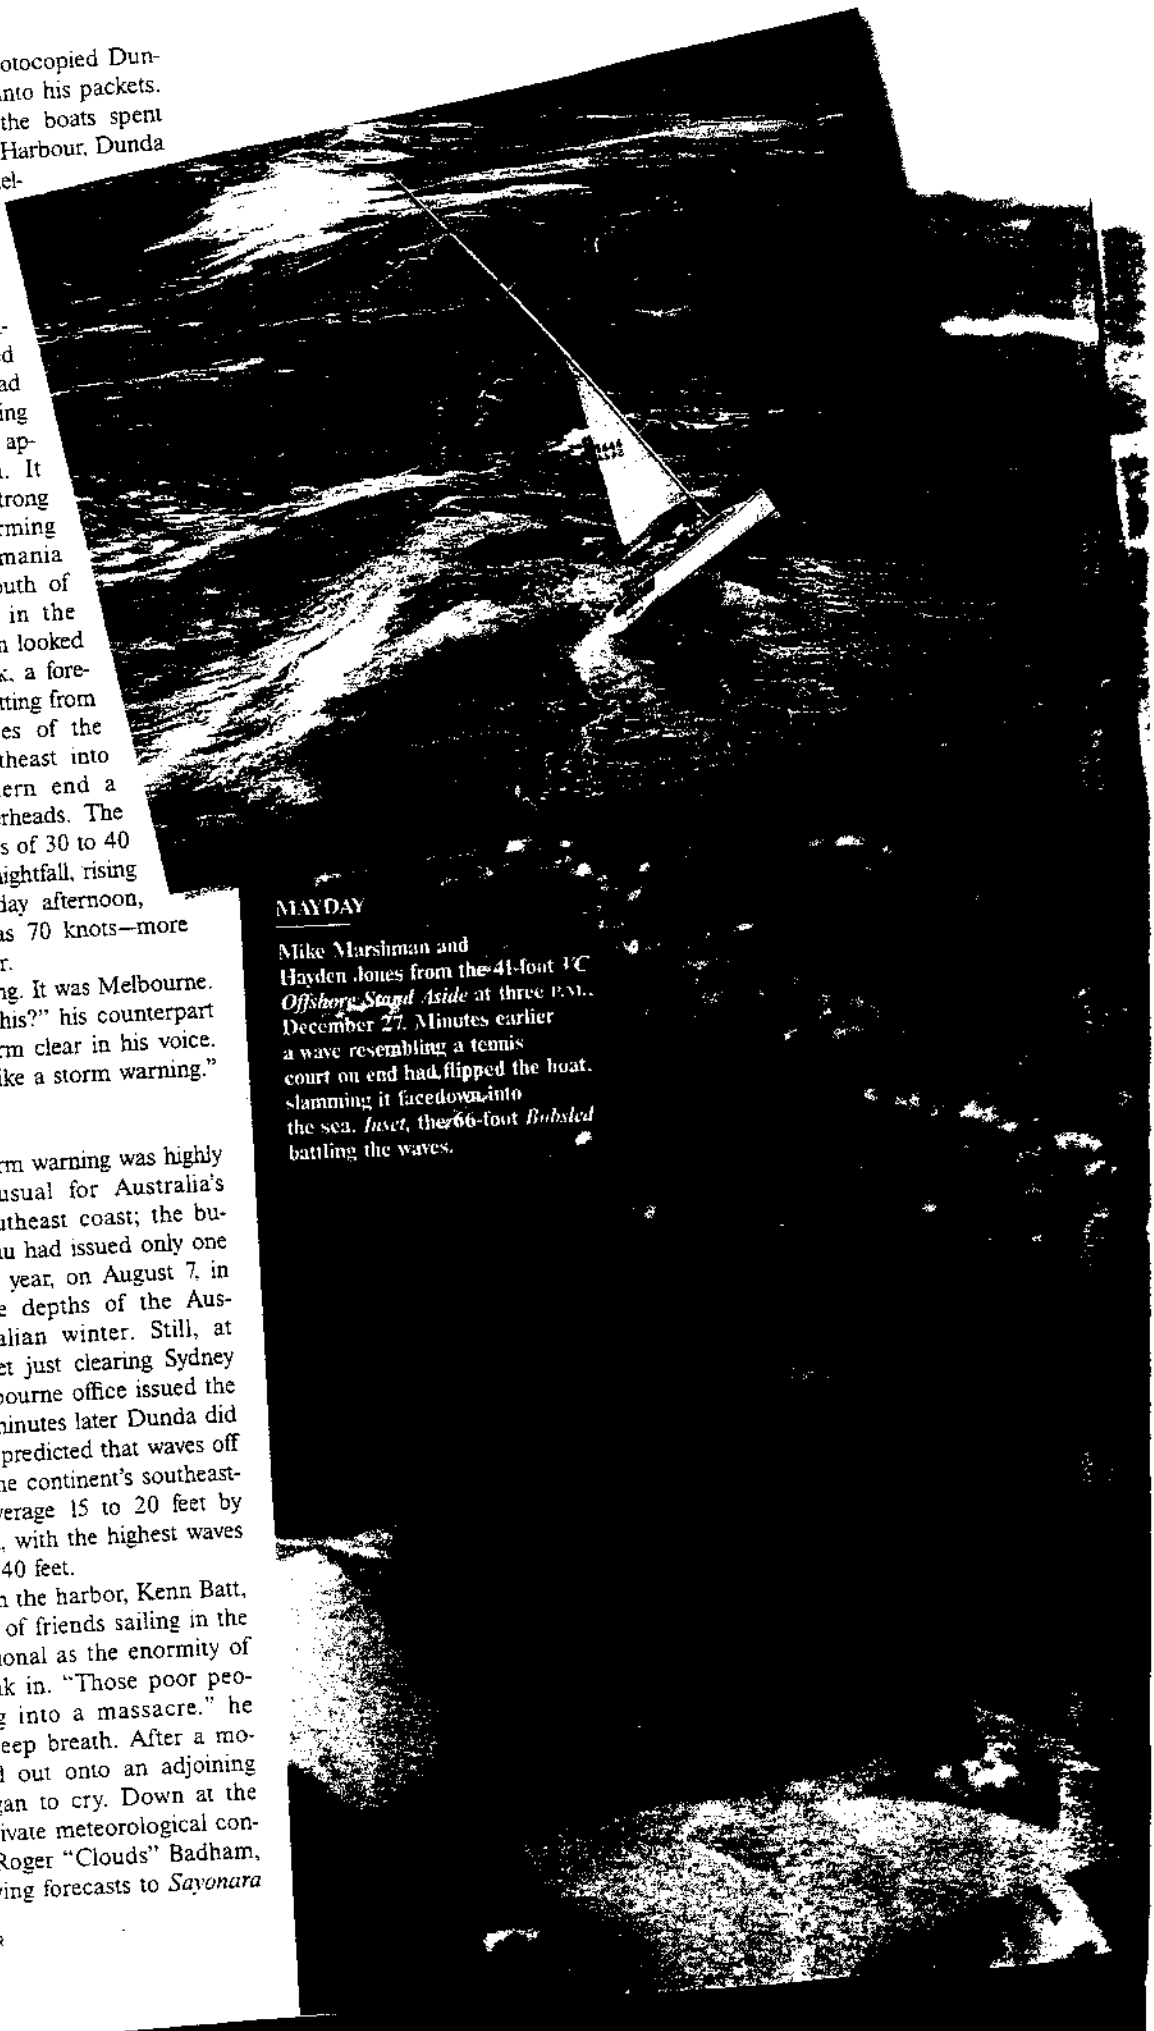 otocopied Dun-
nto his packets.
the boats spent
Harbour, Dunda
el-
-
ed
ad
ing
ap-
. It
trong
rming
mania
outh of
in the
n looked
k, a fore-
tting from
es of the
theast into
ern end a
rheads. The
s of 30 to 40
nightfall, rising
day afternoon,
as 70 knots—more
r.
ng. It was Melbourne.
his?” his counterpart
rm clear in his voice.
ike a storm warning.”
rm warning was highly
usual for Australia's
utheast coast; the bu-
au had issued only one
year, on August 7, in
e depths of the Aus-
alian winter. Still, at
et just clearing Sydney
bourne office issued the
minutes later Dunda did
predicted that waves off
he continent's southeast-
verage 15 to 20 feet by
, with the highest waves
40 feet.
n the harbor, Kenn Batt,
of friends sailing in the
ional as the enormity of
nk in. “Those poor peo-
g into a massacre.” he
eep breath. After a mo-
d out onto an adjoining
gan to cry. Down at the
ivate meteorological con-
Roger “Clouds” Badham,
ving forecasts to Sayonara
R
MAYDAY
Mike Marshman and
Hayden Jones from the 41-foot VC
Offshore Stand Aside at three P.M.,
December 27. Minutes earlier
a wave resembling a tennis
court on end had flipped the boat,
slamming it facedown into
the sea. Inset, the 66-foot Bobsled
battling the waves.